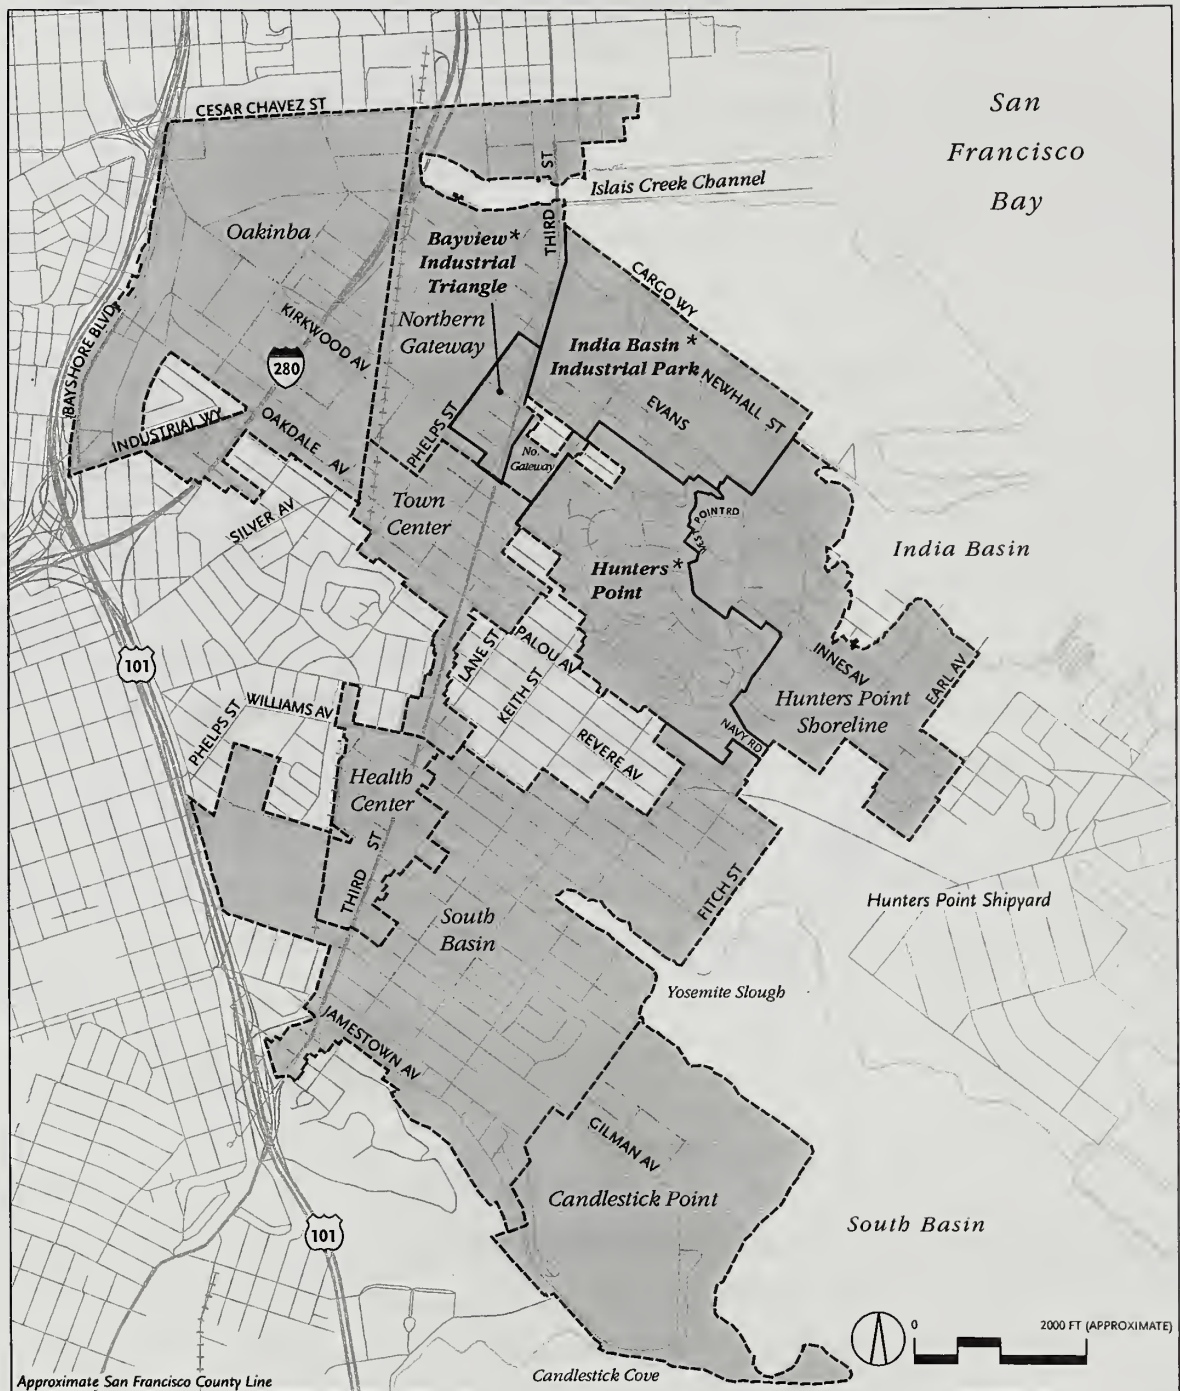 CESAR CHAVEZ ST
San
Francisco
Bay
THIRD ST
Islais Creek Channel
Oakinba
Bayview*
Industrial
Triangle
CARGO WY
BAYSHORE BLVD
KIRKWOOD AV
Northern
Gateway
India Basin *
Industrial Park
NEWHALL ST
280
EVANS
INDUSTRIAL WY
OAKDALE AV
PHELPS ST
No.
Gateway
SILVER AV
Town
Center
WEST POINT RD
India Basin
Hunters*
Point
101
LANE ST
PALOU AV
KEITH ST
INNES AV
EARL AV
Hunters Point
Shoreline
PHELPS ST
WILLIAMS AV
REVERE AV
NAVY RD
Health
Center
THIRD ST
FITCH ST
Hunters Point Shipyard
South
Basin
Yosemite Slough
JAMESTOWN AV
GILMAN AV
Candlestick Point
101
South Basin
0
2000 FT (APPROXIMATE)
Candlestick Cove
Approximate San Francisco County Line